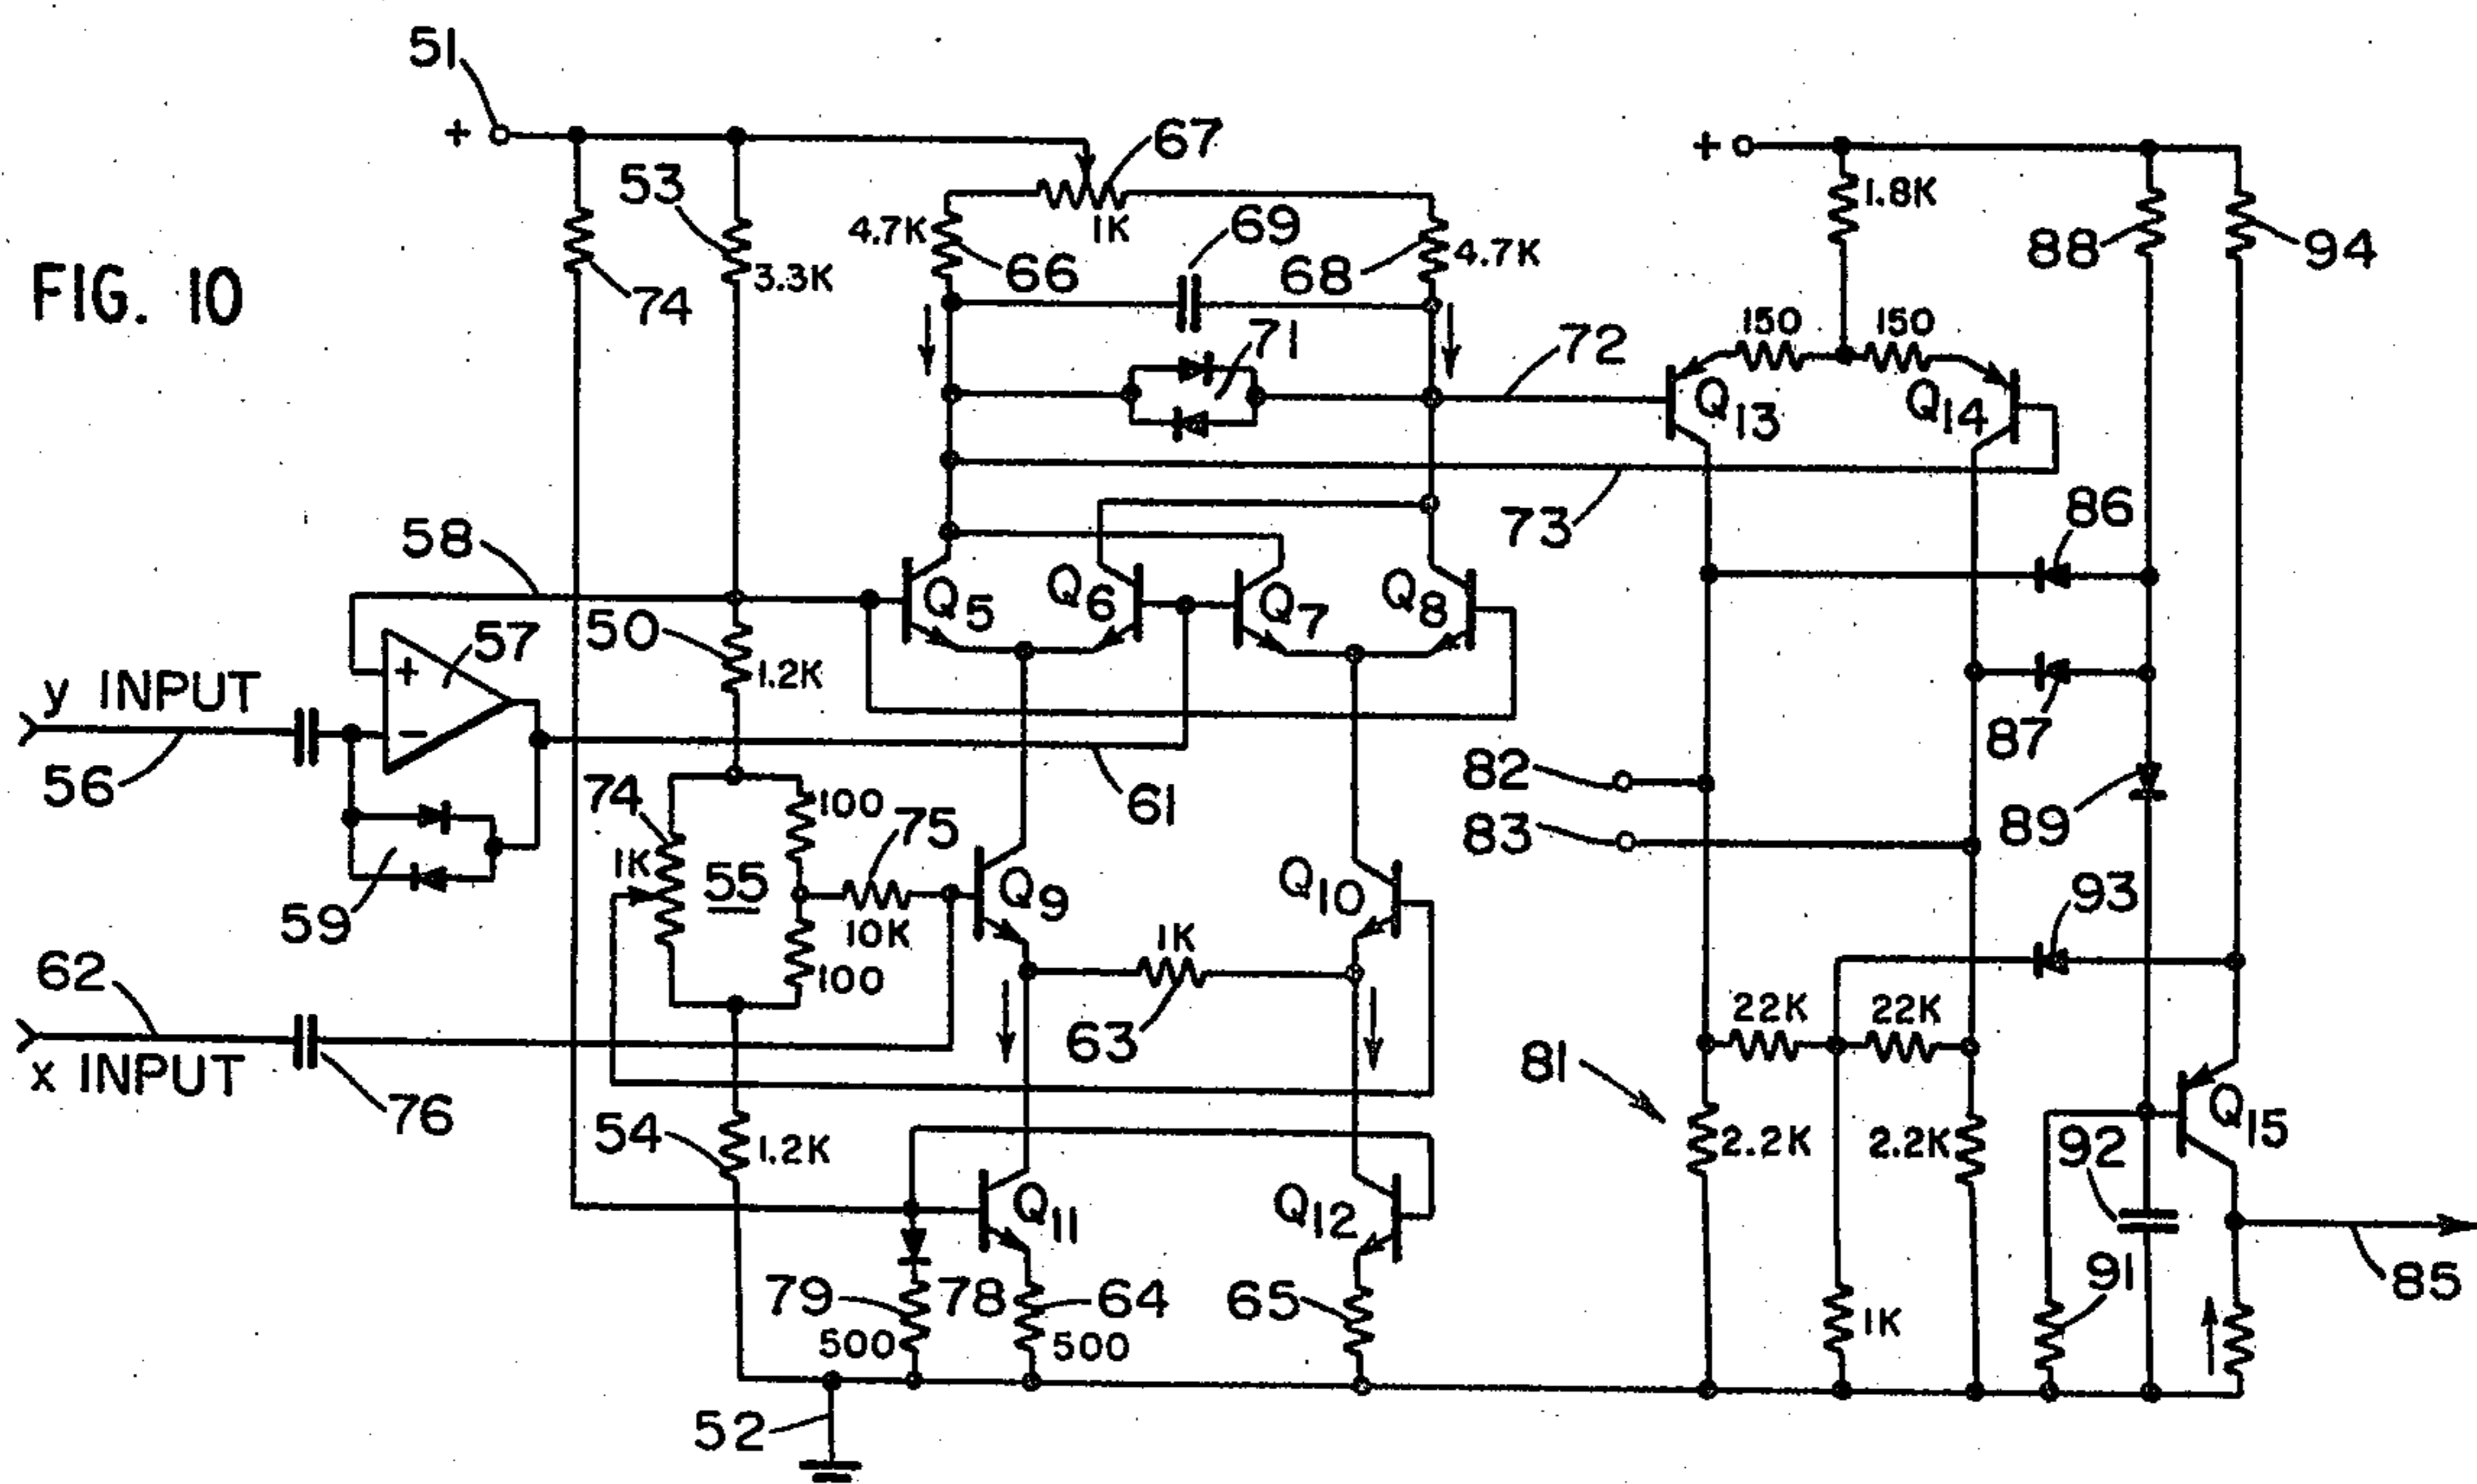 51
+
67
+
53
1K
69
1.8K
4.7K
66
68
4.7K
88
94
FIG. 10
74
3.3K
71
72
150
150
Q13
Q14
73
86
58
Q5
Q6
Q7
Q8
57
50
+
1.2K
y INPUT
-
56
87
82
74
100
75
61
83
89
1K
55
Q9
Q10
93
59
10K
1K
62
100
22K
22K
63
81
x INPUT
76
54
1.2K
2.2K
2.2K
92
Q15
Q11
Q12
79
78
64
65
91
85
500
500
1K
52